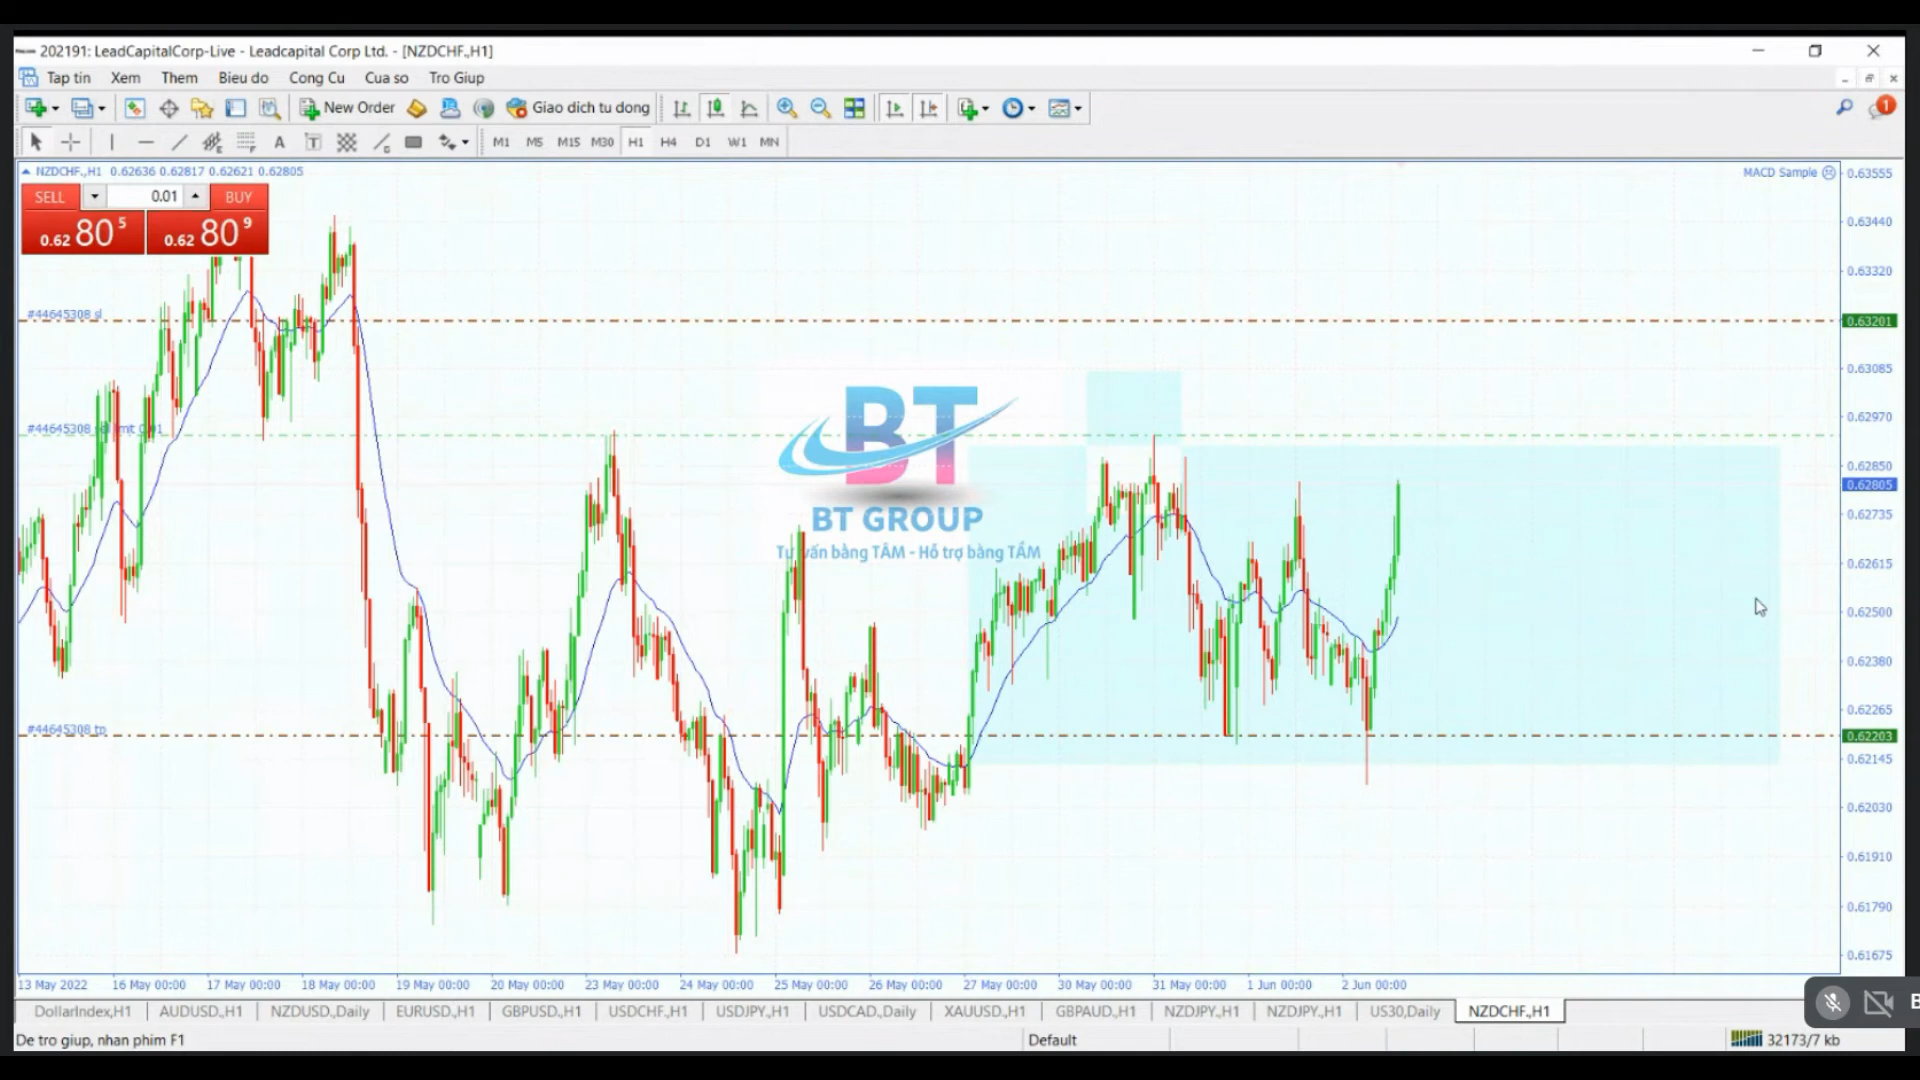 202191: LeadCapitalCorp-Live - Leadcapital Corp Ltd. - [NZDCHF.,H1]
Tap tin Xem Them Bieu do Cong Cu Cua so Tro Giup
New Order Giao dich tu dong 1
A T M1 M5 M15 M30 H1 H4 D1 W1 MN
NZDCHF.,H1 0.62636 0.62817 0.62621 0.62805
MACD Sample
SELL 0.01 BUY
0.62 80 5 0.62 80 9
#44645308 sl
#44645308
#44645308 tp
BT
BT GROUP
Tư vấn bằng TÂM - Hỗ trợ bằng TẦM
0.63555
0.63440
0.63320
0.63201
0.63085
0.62970
0.62850
0.62805
0.62735
0.62615
0.62500
0.62380
0.62265
0.62203
0.62145
0.62030
0.61910
0.61790
0.61675
13 May 2022 16 May 00:00 17 May 00:00 18 May 00:00 19 May 00:00 20 May 00:00 23 May 00:00 24 May 00:00 25 May 00:00 26 May 00:00 27 May 00:00 30 May 00:00 31 May 00:00 1 Jun 00:00 2 Jun 00:00
DollarIndex,H1 AUDUSD.,H1 NZDUSD.,Daily EURUSD.,H1 GBPUSD.,H1 USDCHF.,H1 USDJPY.,H1 USDCAD.,Daily XAUUSD.,H1 GBPAUD.,H1 NZDJPY.,H1 NZDJPY.,H1 US30,Daily NZDCHF.,H1
De tro giup, nhan phim F1 Default 32173/7 kb